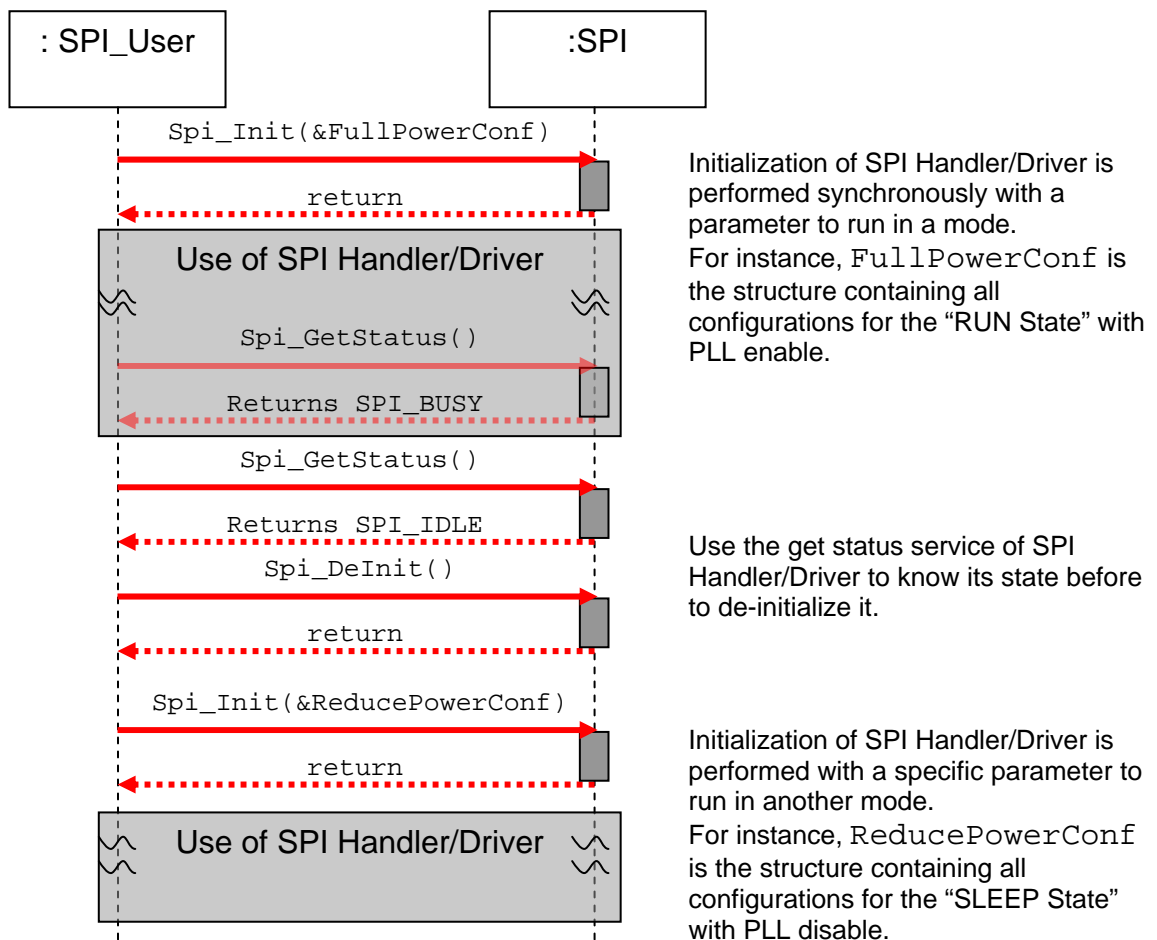 : SPI_User
:SPI
Spi_Init(&FullPowerConf)
return
Initialization of SPI Handler/Driver is
performed synchronously with a
parameter to run in a mode.
For instance, FullPowerConf is
the structure containing all
configurations for the “RUN State” with
PLL enable.
Use of SPI Handler/Driver
Spi_GetStatus()
Returns SPI_BUSY
Spi_GetStatus()
Returns SPI_IDLE
Spi_DeInit()
return
Use the get status service of SPI
Handler/Driver to know its state before
to de-initialize it.
Spi_Init(&ReducePowerConf)
return
Initialization of SPI Handler/Driver is
performed with a specific parameter to
run in another mode.
For instance, ReducePowerConf
is the structure containing all
configurations for the “SLEEP State”
with PLL disable.
Use of SPI Handler/Driver